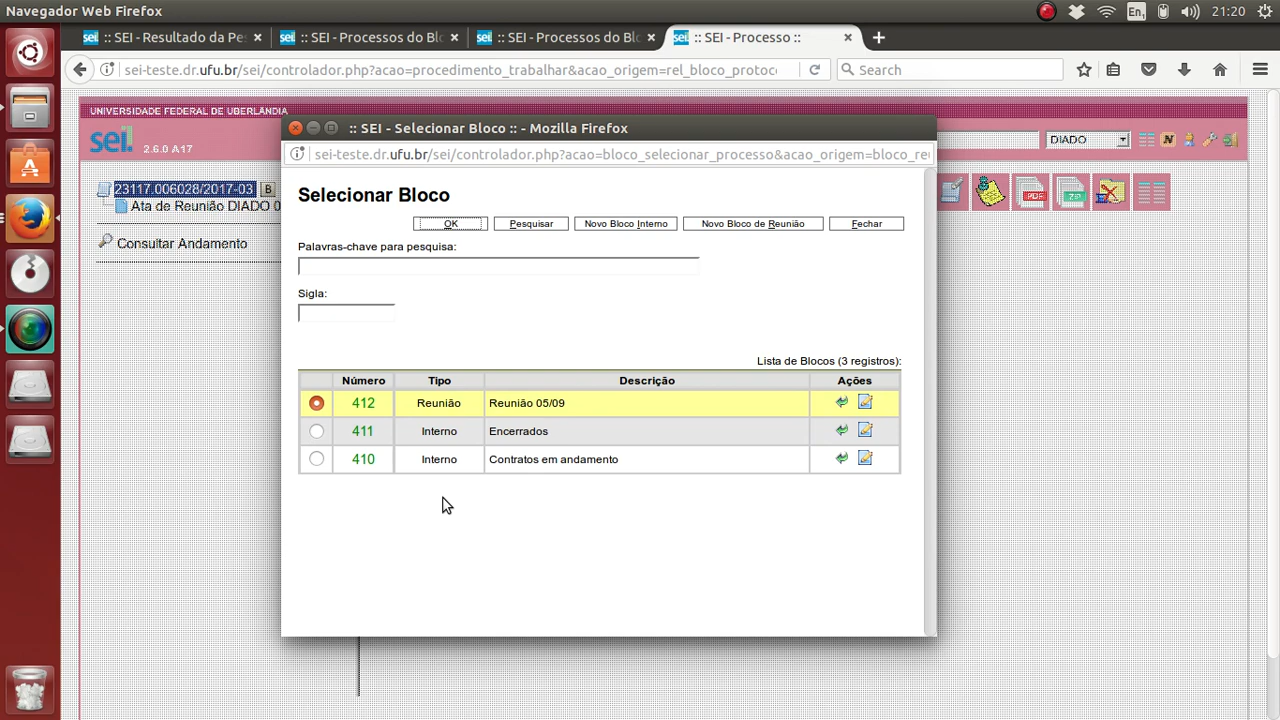 Navegador Web Firefox
En1
21:20
:: SEI - Resultado da Pe
:: SEI - Processos do Bl
:: SEI - Processos do Bl
:: SEI - Processo ::
sei-teste.dr.ufu.br/sei/controlador.php?acao=procedimento_trabalhar&acao_origem=rel_bloco_protoc
Search
UNIVERSIDADE FEDERAL DE UBERLÂNDIA
sei.
2.6.0 A17
DIADO
23117.006028/2017-03
Ata de Reunião DIADO 0
Consultar Andamento
PDF
ZIP
:: SEI - Selecionar Bloco :: - Mozilla Firefox
sei-teste.dr.ufu.br/sei/controlador.php?acao=bloco_selecionar_processo&acao_origem=bloco_re
Selecionar Bloco
OK
Pesquisar
Novo Bloco Interno
Novo Bloco de Reunião
Fechar
Palavras-chave para pesquisa:
Sigla:
Lista de Blocos (3 registros):
Número Tipo Descrição Ações
412 Reunião Reunião 05/09
411 Interno Encerrados
410 Interno Contratos em andamento